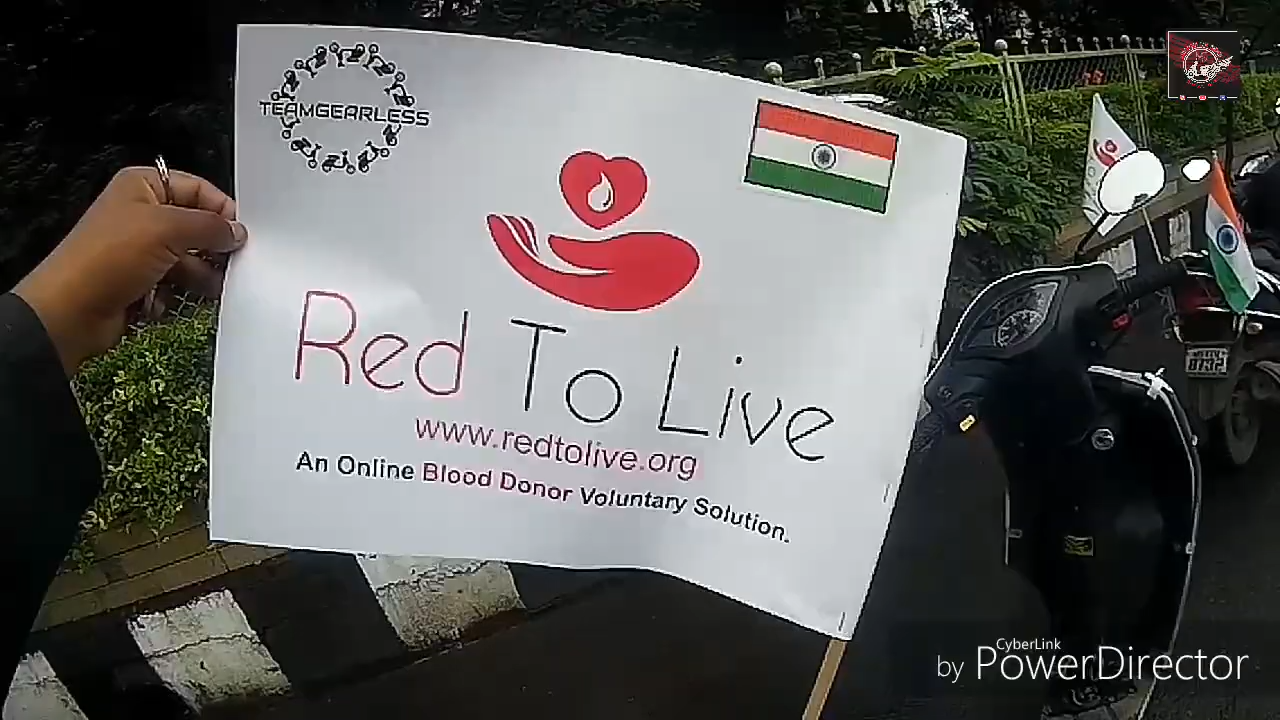 TEAMGEARLESS
Red To Live
www.redtolive.org
An Online Blood Donor Voluntary Solution.
CyberLink
by PowerDirector